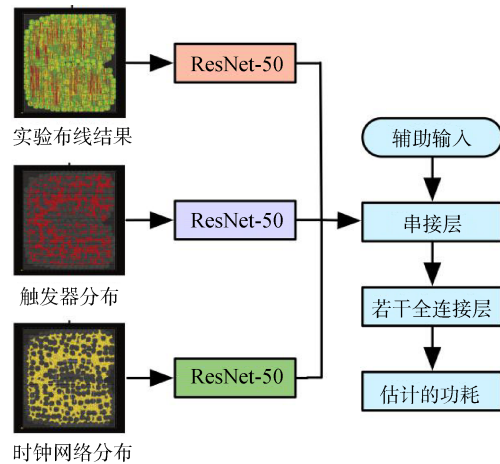 ResNet-50
实验布线结果
辅助输入
ResNet-50
串接层
触发器分布
若干全连接层
ResNet-50
估计的功耗
时钟网络分布